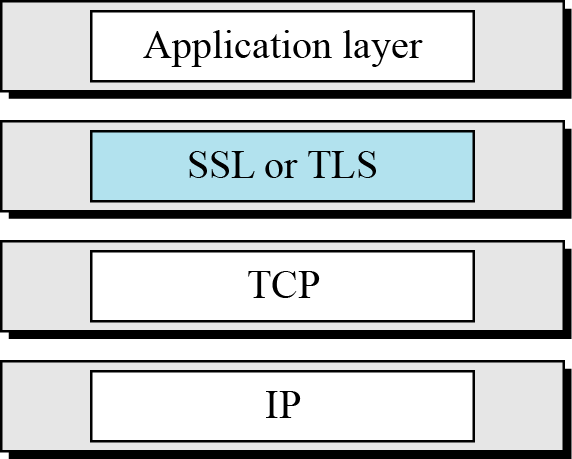 Application layer
SSL or TLS
TCP
IP